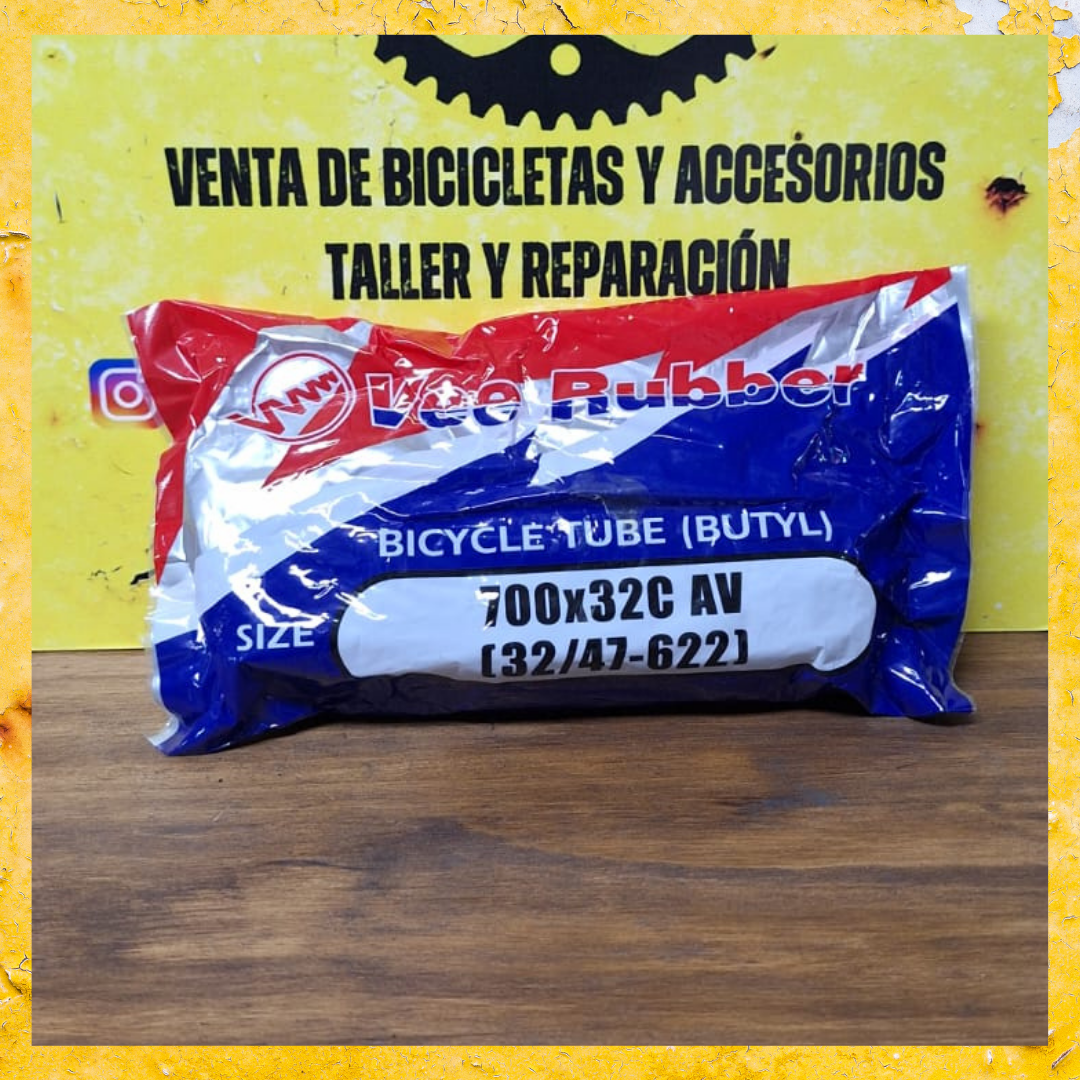 VENTA DE BICICLETAS Y ACCESORIOS
TALLER Y REPARACIÓN
Vee Rubber
BICYCLE TUBE (BUTYL)
SIZE
700x32C AV
(32/47-622)